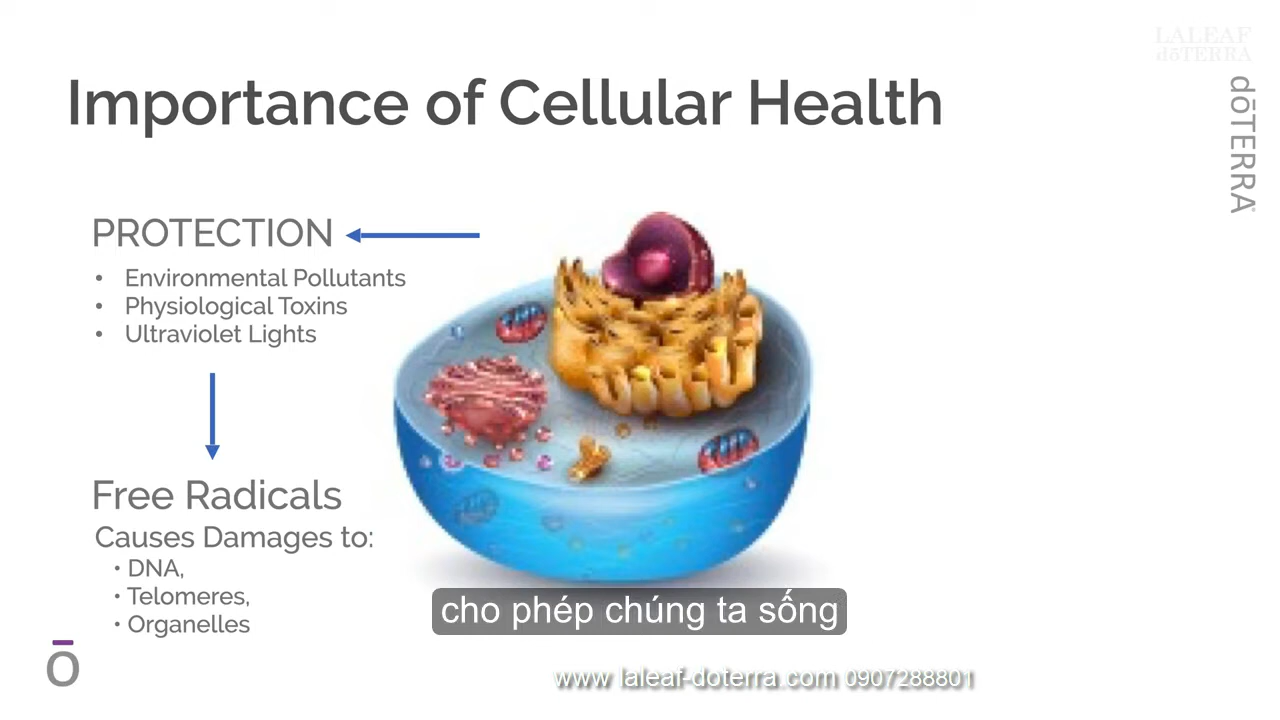 LALEAF
dōTERRA
dōTERRA
Importance of Cellular Health
PROTECTION
• Environmental Pollutants
• Physiological Toxins
• Ultraviolet Lights
Free Radicals
Causes Damages to:
• DNA,
• Telomeres,
• Organelles
cho phép chúng ta sống
ō
www laleaf-doterra.com 0907288801